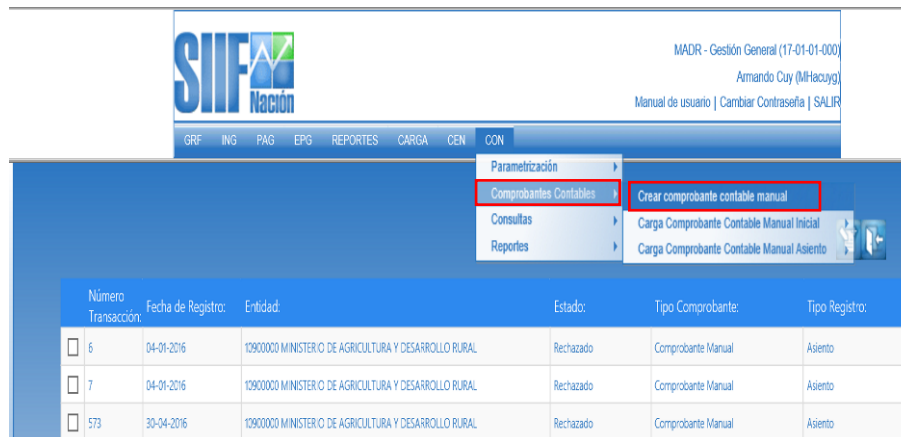 SIIF
Nación
MADR - Gestión General (17-01-01-000)
Armando Cuy (MHacuyg)
Manual de usuario | Cambiar Contraseña | SALIR
GRF ING PAG EPG REPORTES CARGA CEN CON
Parametrización
Comprobantes Contables
Crear comprobante contable manual
Consultas
Carga Comprobante Contable Manual Inicial
Reportes
Carga Comprobante Contable Manual Asiento
Número Transacción: Fecha de Registro: Entidad: Estado: Tipo Comprobante: Tipo Registro:
6 04-01-2016 10900000 MINISTERIO DE AGRICULTURA Y DESARROLLO RURAL Rechazado Comprobante Manual Asiento
7 04-01-2016 10900000 MINISTERIO DE AGRICULTURA Y DESARROLLO RURAL Rechazado Comprobante Manual Asiento
573 30-04-2016 10900000 MINISTERIO DE AGRICULTURA Y DESARROLLO RURAL Rechazado Comprobante Manual Asiento